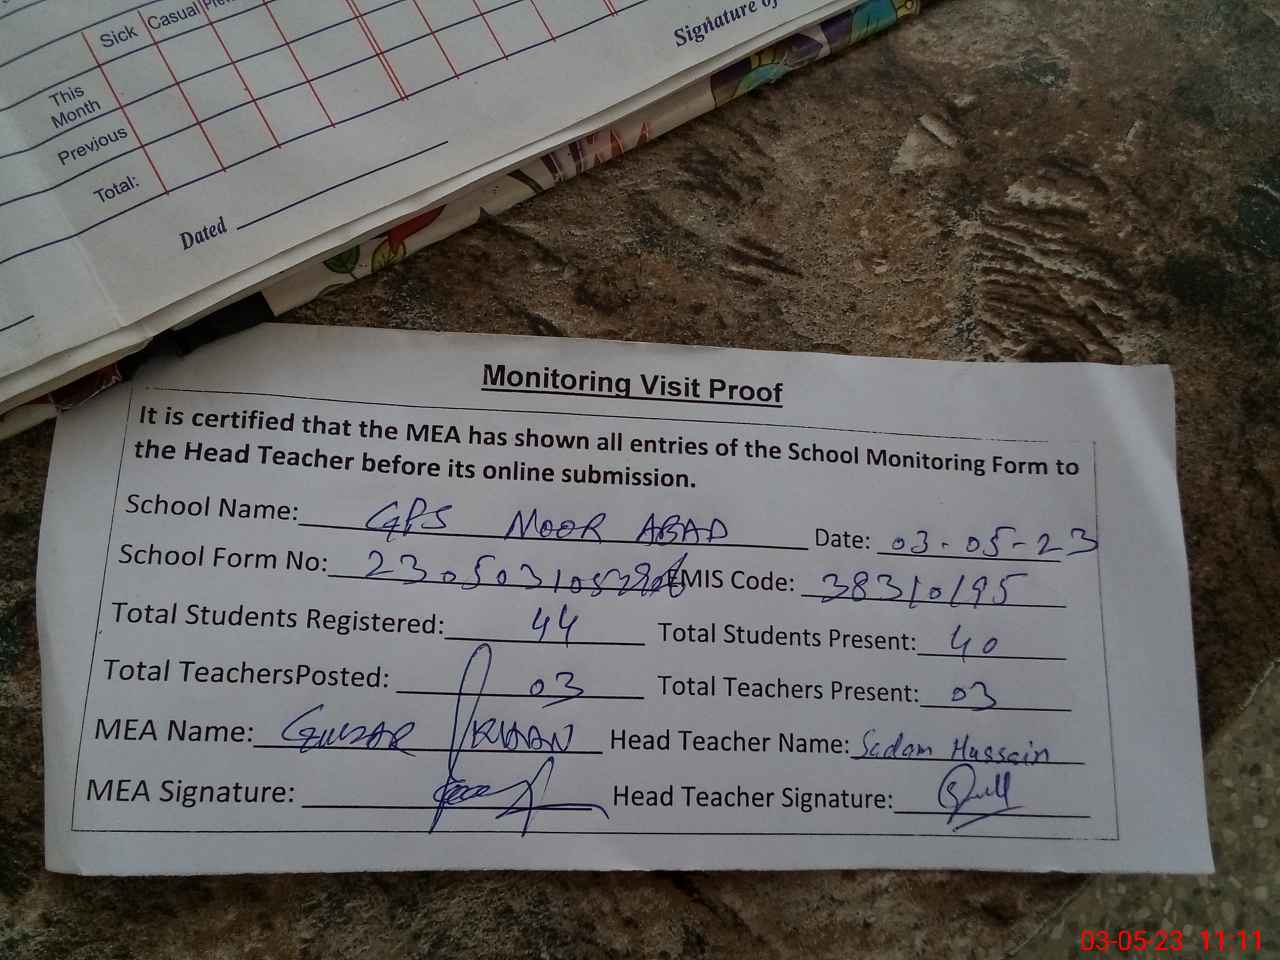 Sick Casual
This Month
Previous
Total:
Dated
Signature of
Monitoring Visit Proof
It is certified that the MEA has shown all entries of the School Monitoring Form to
the Head Teacher before its online submission.
School Name: GPS NOOR ABAD Date: 03-05-23
School Form No: EMIS Code: 38310195
Total Students Registered: 44 Total Students Present: 40
Total TeachersPosted: 03 Total Teachers Present: 03
MEA Name: GULZAR KHAN Head Teacher Name: Sadam Hussain
MEA Signature: Head Teacher Signature:
03-05-23 11:11